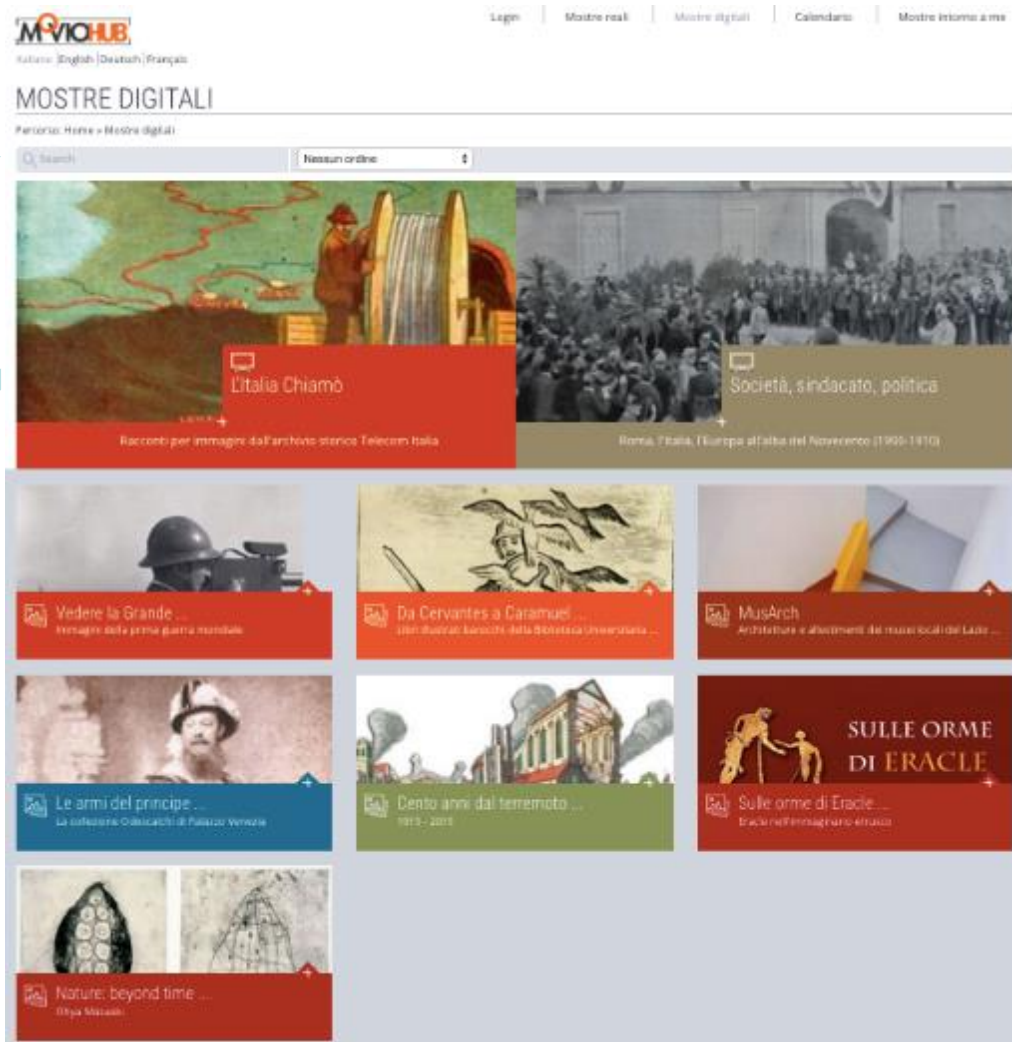 Login Mostre reali Mostre digitali Calendario Mostre intorno a me
MOVIOHUB
Italiano English Deutsch Français
MOSTRE DIGITALI
Percorso: Home » Mostre digitali
Search Nessun ordine
L'Italia Chiamò
Racconti per immagini dall'archivio storico Telecom Italia
Società, sindacato, politica
Roma, l'Italia, l'Europa all'alba del Novecento (1900-1910)
Vedere la Grande ...
Immagini della prima guerra mondiale
Da Cervantes a Caramuel ...
Libri illustrati barocchi della Biblioteca Universitaria ...
MusArch
Architetture e allestimenti dei musei locali del Lazio ...
Le armi del principe ...
La collezione Odescalchi di Palazzo Venezia
Cento anni dal terremoto ...
1915 - 2015
SULLE ORME
DI ERACLE
Sulle orme di Eracle ...
Eracle nell'immaginario etrusco
Nature: beyond time ...